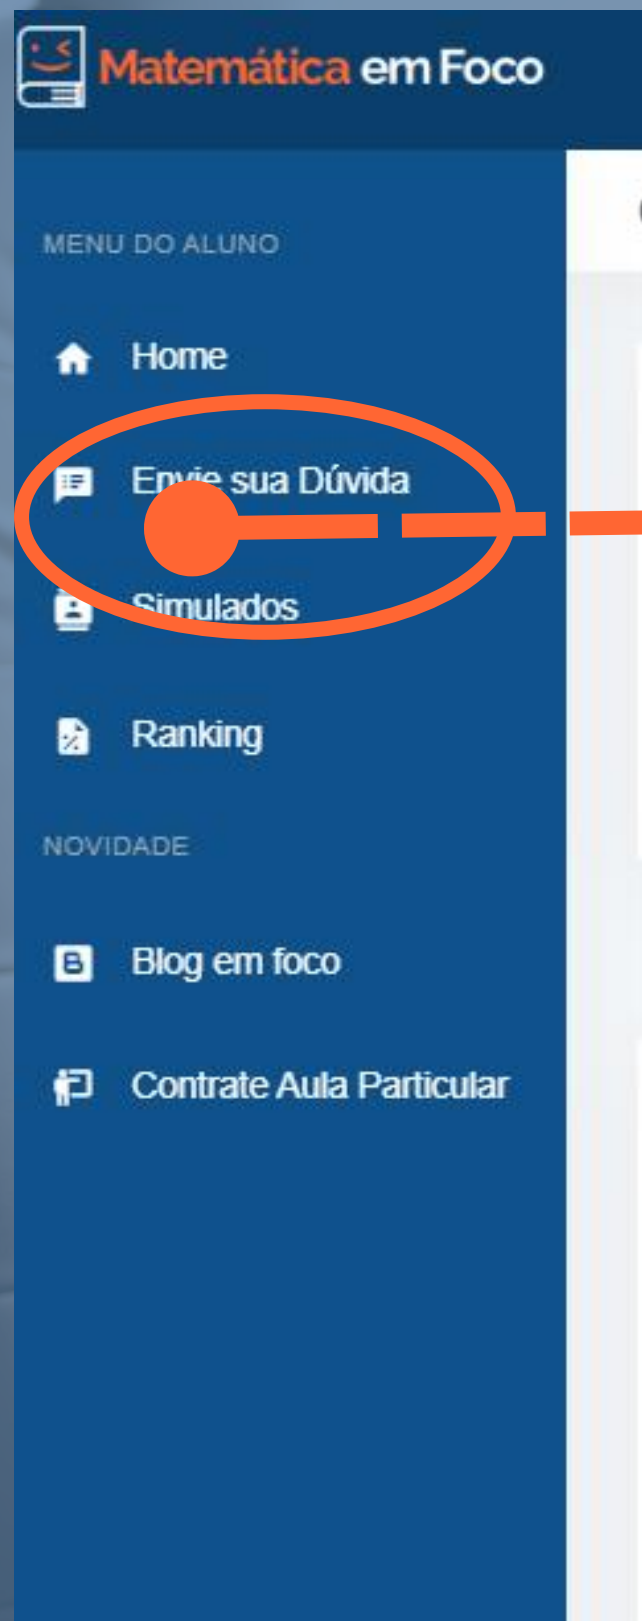 Matemática em Foco
MENU DO ALUNO
Home
Envie sua Dúvida
Simulados
Ranking
NOVIDADE
Blog em foco
Contrate Aula Particular